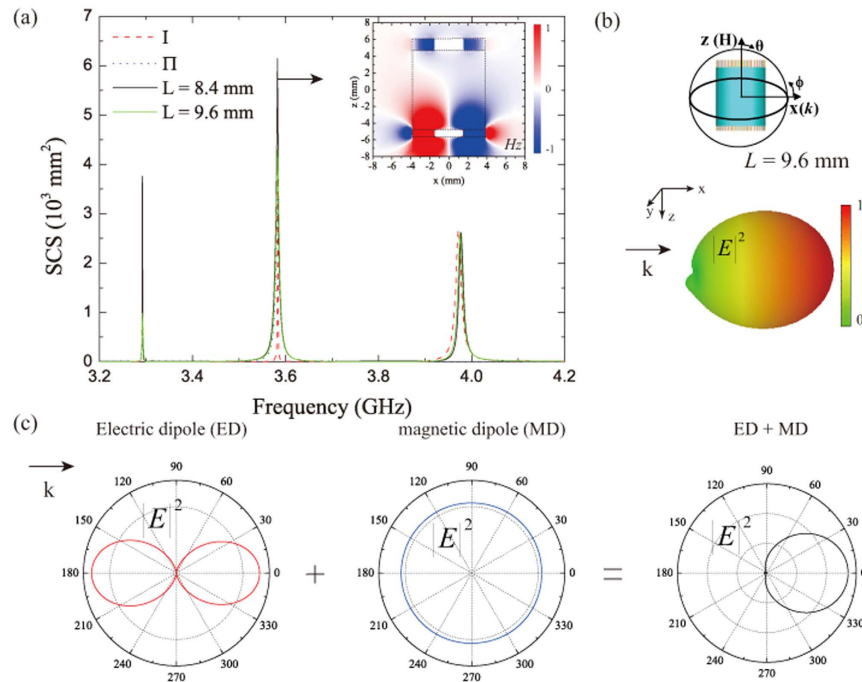 (a)
7
6
5
4
3
2
1
0
SCS (10³ mm²)
I
Π
L = 8.4 mm
L = 9.6 mm
3.2 3.4 3.6 3.8 4.0 4.2
Frequency (GHz)
8
6
4
2
0
-2
-4
-6
-8
z (mm)
-8 -6 -4 -2 0 2 4 6 8
x (mm)
Hz
1
0
-1
(b)
z (H)
θ
ϕ
x(k)
L = 9.6 mm
x
y
z
k
|E|²
1
0
(c)
Electric dipole (ED)
magnetic dipole (MD)
ED + MD
k
90
120 60
150 30
180 0
210 330
240 300
270
|E|²
+
90
120 60
150 30
180 0
210 330
240 300
270
|E|²
=
90
120 60
150 30
180 0
210 330
240 300
270
|E|²